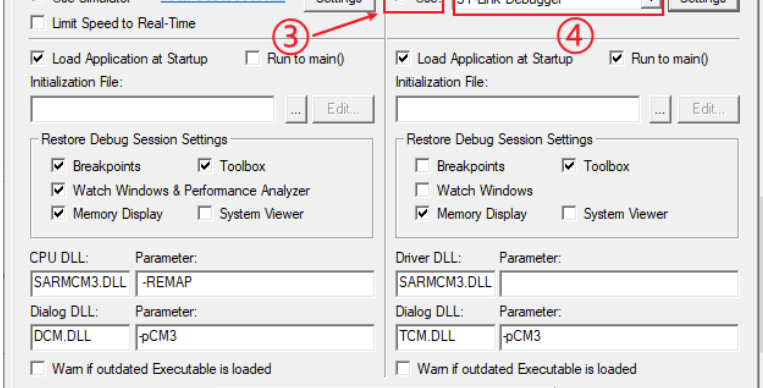 Use Simulator
Settings
Use:
ST-Link Debugger
Settings
Limit Speed to Real-Time
③
④
Load Application at Startup
Run to main()
Initialization File:
...
Edit...
Restore Debug Session Settings
Breakpoints
Toolbox
Watch Windows & Performance Analyzer
Memory Display
System Viewer
CPU DLL:
Parameter:
SARMCM3.DLL
-REMAP
Dialog DLL:
Parameter:
DCM.DLL
-pCM3
Warn if outdated Executable is loaded
Load Application at Startup
Run to main()
Initialization File:
...
Edit...
Restore Debug Session Settings
Breakpoints
Toolbox
Watch Windows
Memory Display
System Viewer
Driver DLL:
Parameter:
SARMCM3.DLL
Dialog DLL:
Parameter:
TCM.DLL
-pCM3
Warn if outdated Executable is loaded